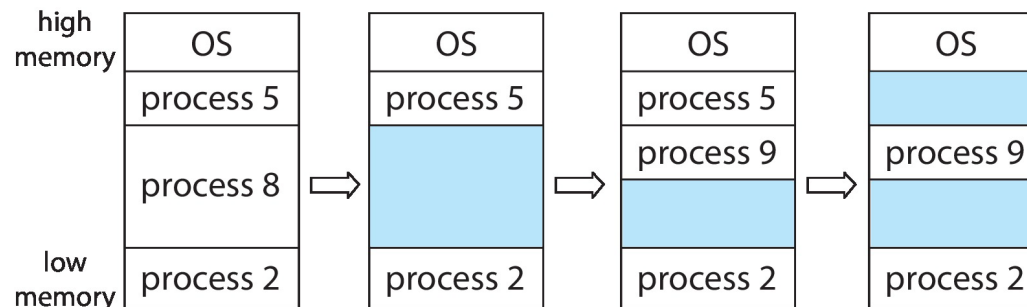 high
memory
OS
process 5
process 8
process 2
low
memory
OS
process 5
process 2
OS
process 5
process 9
process 2
OS
process 9
process 2